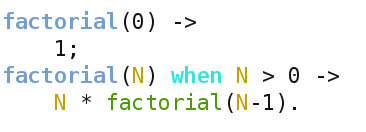 factorial(0) ->
    1;
factorial(N) when N > 0 ->
    N * factorial(N-1).